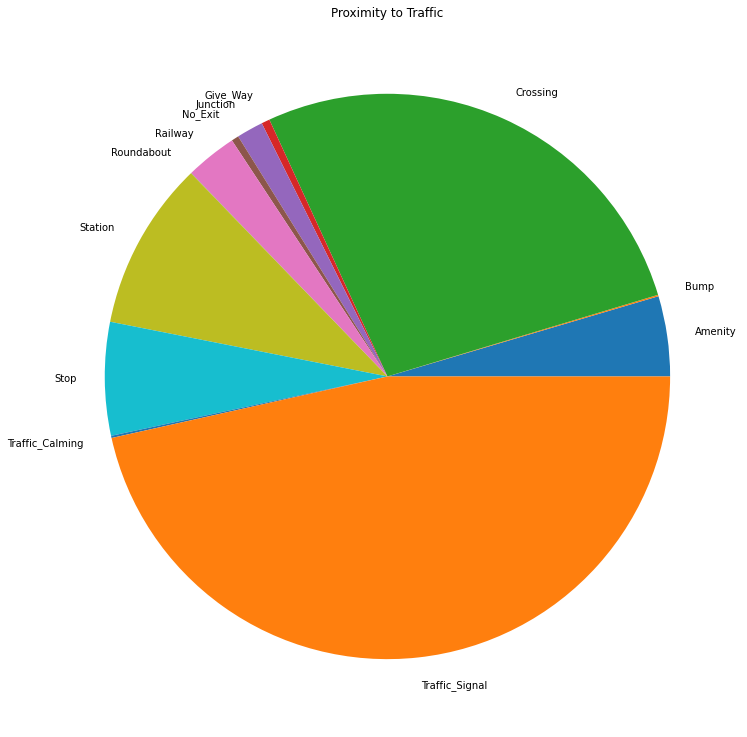 Proximity to Traffic
Give_Way
Crossing
Junction
No_Exit
Railway
Roundabout
Station
Bump
Amenity
Stop
Traffic_Calming
Traffic_Signal